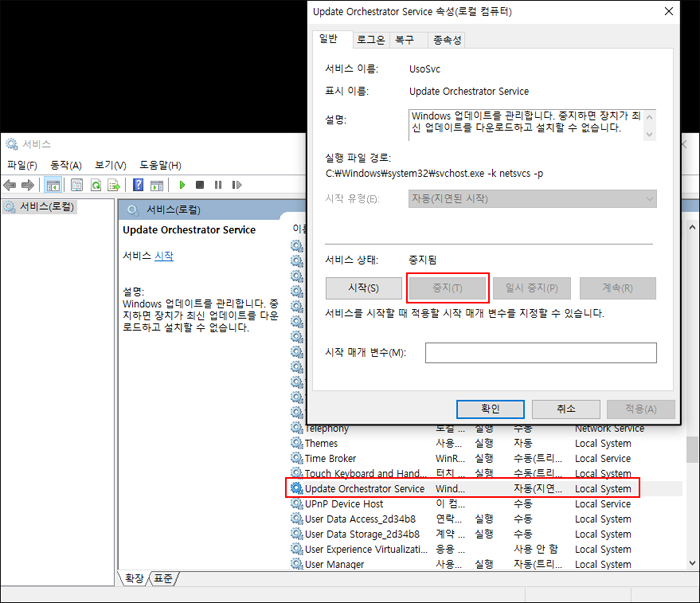 Update Orchestrator Service 속성(로컬 컴퓨터)
일반 로그온 복구 종속성
서비스 이름: UsoSvc
표시 이름: Update Orchestrator Service
설명: Windows 업데이트를 관리합니다. 중지하면 장치가 최
신 업데이트를 다운로드하고 설치할 수 없습니다.
실행 파일 경로:
C:₩Windows₩system32₩svchost.exe -k netsvcs -p
시작 유형(E): 자동(지연된 시작)
서비스 상태: 중지됨
시작(S) 중지(T) 일시 중지(P) 계속(R)
서비스를 시작할 때 적용할 시작 매개 변수를 지정할 수 있습니다.
시작 매개 변수(M):
확인 취소 적용(A)
서비스
파일(F) 동작(A) 보기(V) 도움말(H)
서비스(로컬)
서비스(로컬)
Update Orchestrator Service
서비스 시작
설명:
Windows 업데이트를 관리합니다. 중
지하면 장치가 최신 업데이트를 다운
로드하고 설치할 수 없습니다.
Telephony 토컬 ... 실행 수동 Network Service
Themes 사용... 실행 자동 Local System
Time Broker WinR... 실행 수동(트리... Local Service
Touch Keyboard and Hand... 터치 ... 실행 수동(트리... Local System
Update Orchestrator Service Wind... 자동(지연... Local System
UPnP Device Host 이 컴... 수동 Local Service
User Data Access_2d34b8 연락... 실행 수동 Local System
User Data Storage_2d34b8 계약 ... 실행 수동 Local System
User Experience Virtualizati... 응용 ... 사용 안 함 Local System
User Manager 사용... 실행 자동(트리... Local System
확장 표준